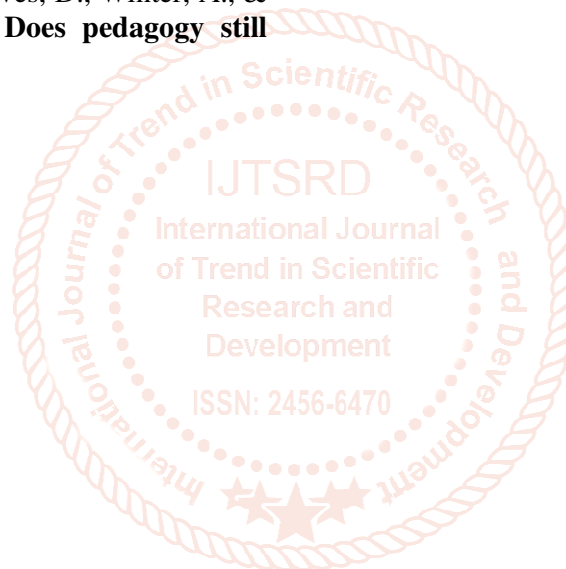 D., Winter, A., &
Does pedagogy still
International Journal of Trend in Scientific Research and Development
IJTSRD
International Journal
of Trend in Scientific
Research and
Development
ISSN: 2456-6470